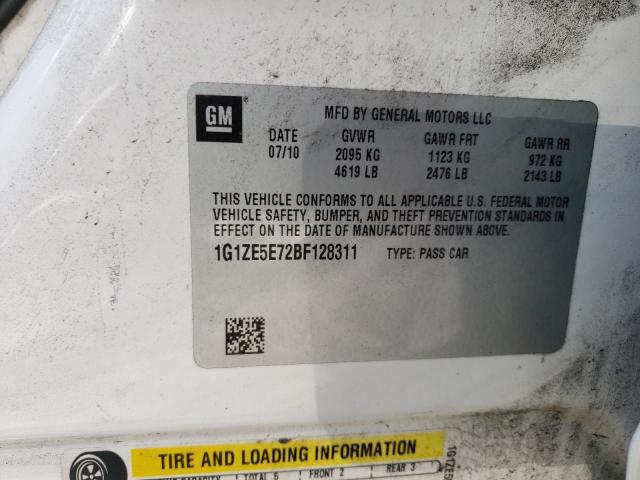 GM
MFD BY GENERAL MOTORS LLC
DATE GVWR GAWR FRT GAWR RR
07/10 2095 KG 1123 KG 972 KG
4619 LB 2476 LB 2143 LB
THIS VEHICLE CONFORMS TO ALL APPLICABLE U.S. FEDERAL MOTOR
VEHICLE SAFETY, BUMPER, AND THEFT PREVENTION STANDARDS IN
EFFECT ON THE DATE OF MANUFACTURE SHOWN ABOVE.
1G1ZE5E72BF128311 TYPE: PASS CAR
TIRE AND LOADING INFORMATION
CAPACITY TOTAL 5 FRONT 2 REAR 3
1G1ZE5